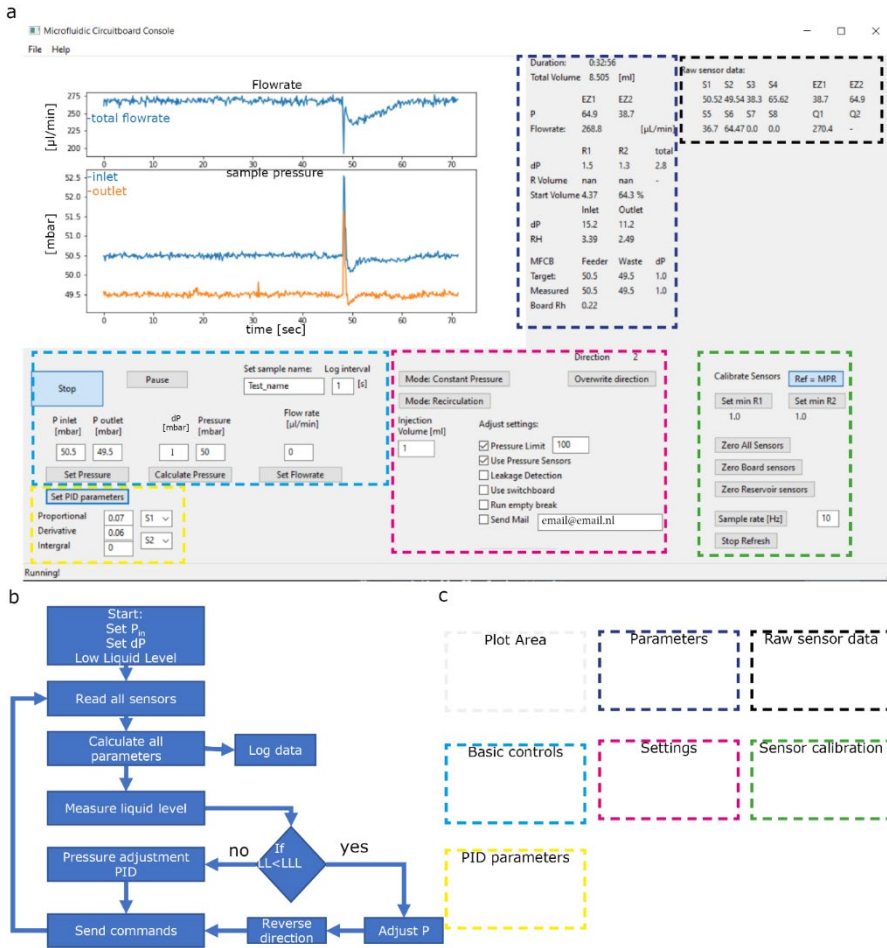 a
Microfluidic Circuitboard Console
File Help
Flowrate
[µl/min]
275
250
225
200
-total flowrate
0 10 20 30 40 50 60 70
sample pressure
-inlet
-outlet
[mbar]
52.5
52.0
51.5
51.0
50.5
50.0
49.5
0 10 20 30 40 50 60 70
time [sec]
Duration: 0:32:56
Total Volume 8.505 [ml]
EZ1 EZ2
P 64.9 38.7
Flowrate: 268.8 [µL/min]
R1 R2 total
dP 1.5 1.3 2.8
R Volume nan nan -
Start Volume 4.37 64.3 %
Inlet Outlet
dP 15.2 11.2
RH 3.39 2.49
MFCB Feeder Waste dP
Target: 50.5 49.5 1.0
Measured 50.5 49.5 1.0
Board Rh 0.22
Raw sensor data:
S1 S2 S3 S4 EZ1 EZ2
50.52 49.54 38.3 65.62 38.7 64.9
S5 S6 S7 S8 Q1 Q2
36.7 64.47 0.0 0.0 270.4 -
Stop
Pause
Set sample name: Log interval
Test_name 1 [s]
P inlet P outlet dP Pressure Flow rate
[mbar] [mbar] [mbar] [mbar] [µl/min]
50.5 49.5 1 50 0
Set Pressure Calculate Pressure Set Flowrate
Set PID parameters
Proportional 0.07 S1
Derivative 0.06
Intergral 0 S2
Running!
Direction 2
Mode: Constant Pressure Overwrite direction
Mode: Recirculation
Injection
Volume [ml]
1
Adjust settings:
Pressure Limit 100
Use Pressure Sensors
Leakage Detection
Use switchboard
Run empty break
Send Mail email@email.nl
Calibrate Sensors Ref = MPR
Set min R1 Set min R2
1.0 1.0
Zero All Sensors
Zero Board sensors
Zero Reservoir sensors
Sample rate [Hz] 10
Stop Refresh
b
Start:
Set Pin
Set dP
Low Liquid Level
Read all sensors
Calculate all
parameters
Log data
Measure liquid level
If
LL<LLL
no
yes
Pressure adjustment
PID
Send commands
Reverse
direction
Adjust P
c
Plot Area
Parameters
Raw sensor data
Basic controls
Settings
Sensor calibration
PID parameters